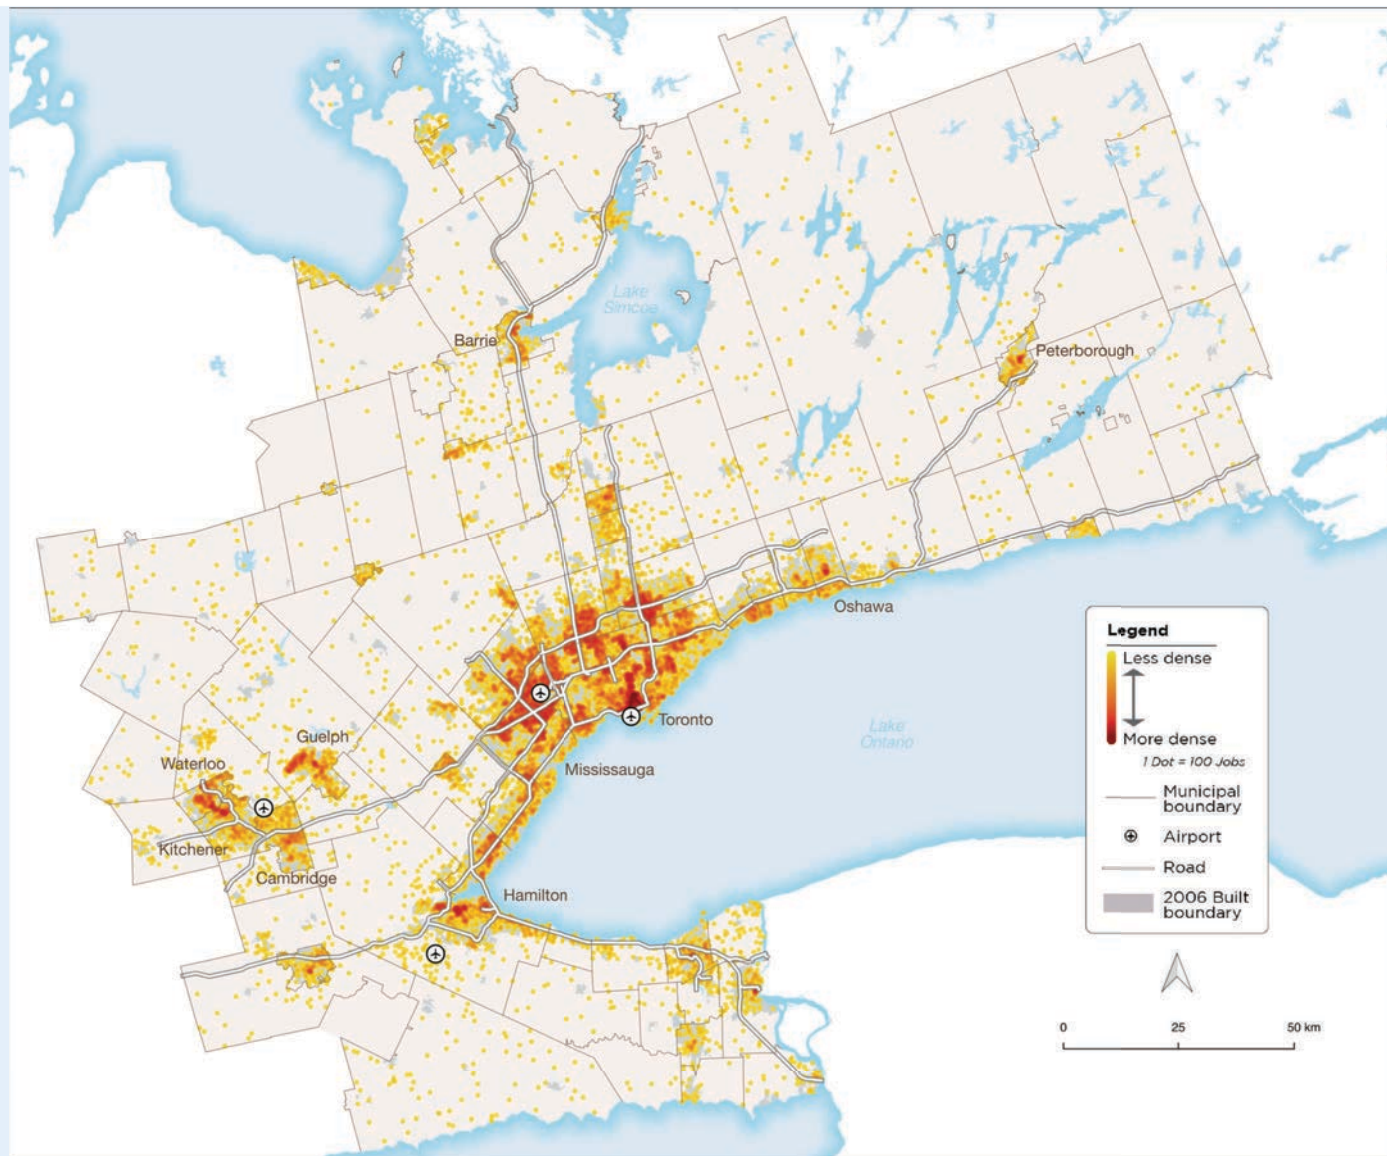 Lake
Simcoe
Barrie
Peterborough
Oshawa
Toronto
Lake
Ontario
Mississauga
Guelph
Waterloo
Kitchener
Cambridge
Hamilton
Legend
Less dense
More dense
1 Dot = 100 Jobs
Municipal
boundary
Airport
Road
2006 Built
boundary
0 25 50 km